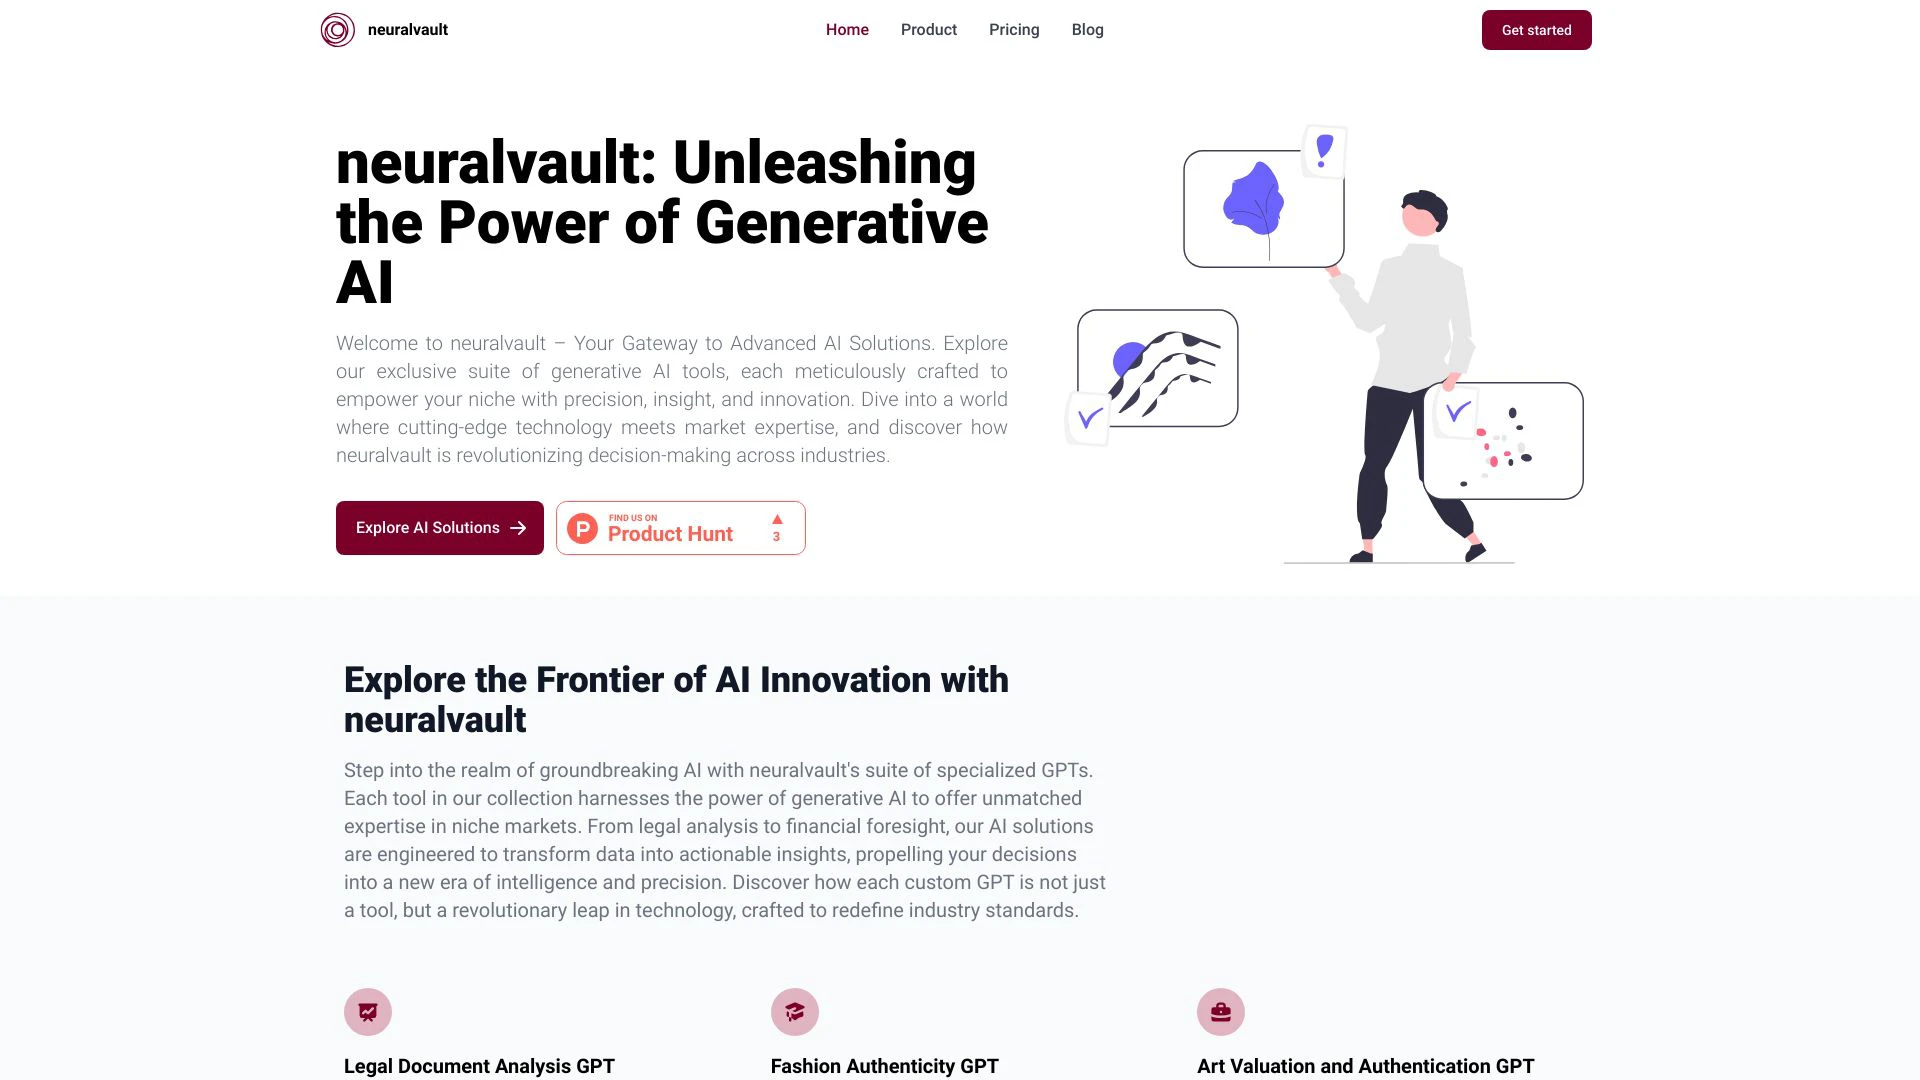 neuralvault
Home
Product
Pricing
Blog
Get started
neuralvault: Unleashing
the Power of Generative
AI
Welcome to neuralvault – Your Gateway to Advanced AI Solutions. Explore
our exclusive suite of generative AI tools, each meticulously crafted to
empower your niche with precision, insight, and innovation. Dive into a world
where cutting-edge technology meets market expertise, and discover how
neuralvault is revolutionizing decision-making across industries.
Explore AI Solutions
P
FIND US ON
Product Hunt
3
Explore the Frontier of AI Innovation with
neuralvault
Step into the realm of groundbreaking AI with neuralvault's suite of specialized GPTs.
Each tool in our collection harnesses the power of generative AI to offer unmatched
expertise in niche markets. From legal analysis to financial foresight, our AI solutions
are engineered to transform data into actionable insights, propelling your decisions
into a new era of intelligence and precision. Discover how each custom GPT is not just
a tool, but a revolutionary leap in technology, crafted to redefine industry standards.
Legal Document Analysis GPT
Fashion Authenticity GPT
Art Valuation and Authentication GPT